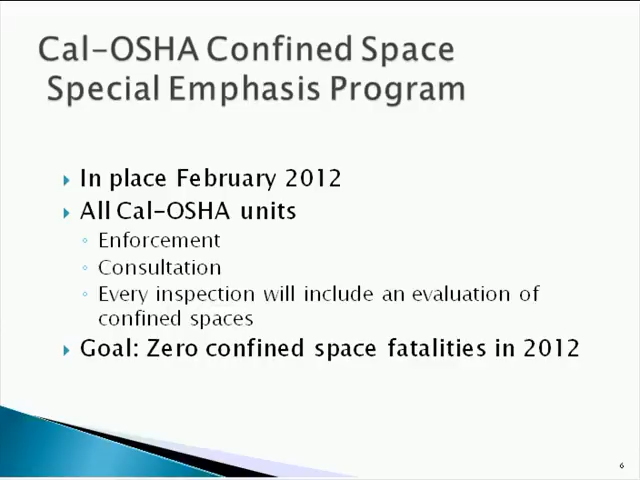 Cal-OSHA Confined Space
Special Emphasis Program
In place February 2012
All Cal-OSHA units
Enforcement
Consultation
Every inspection will include an evaluation of
confined spaces
Goal: Zero confined space fatalities in 2012
6